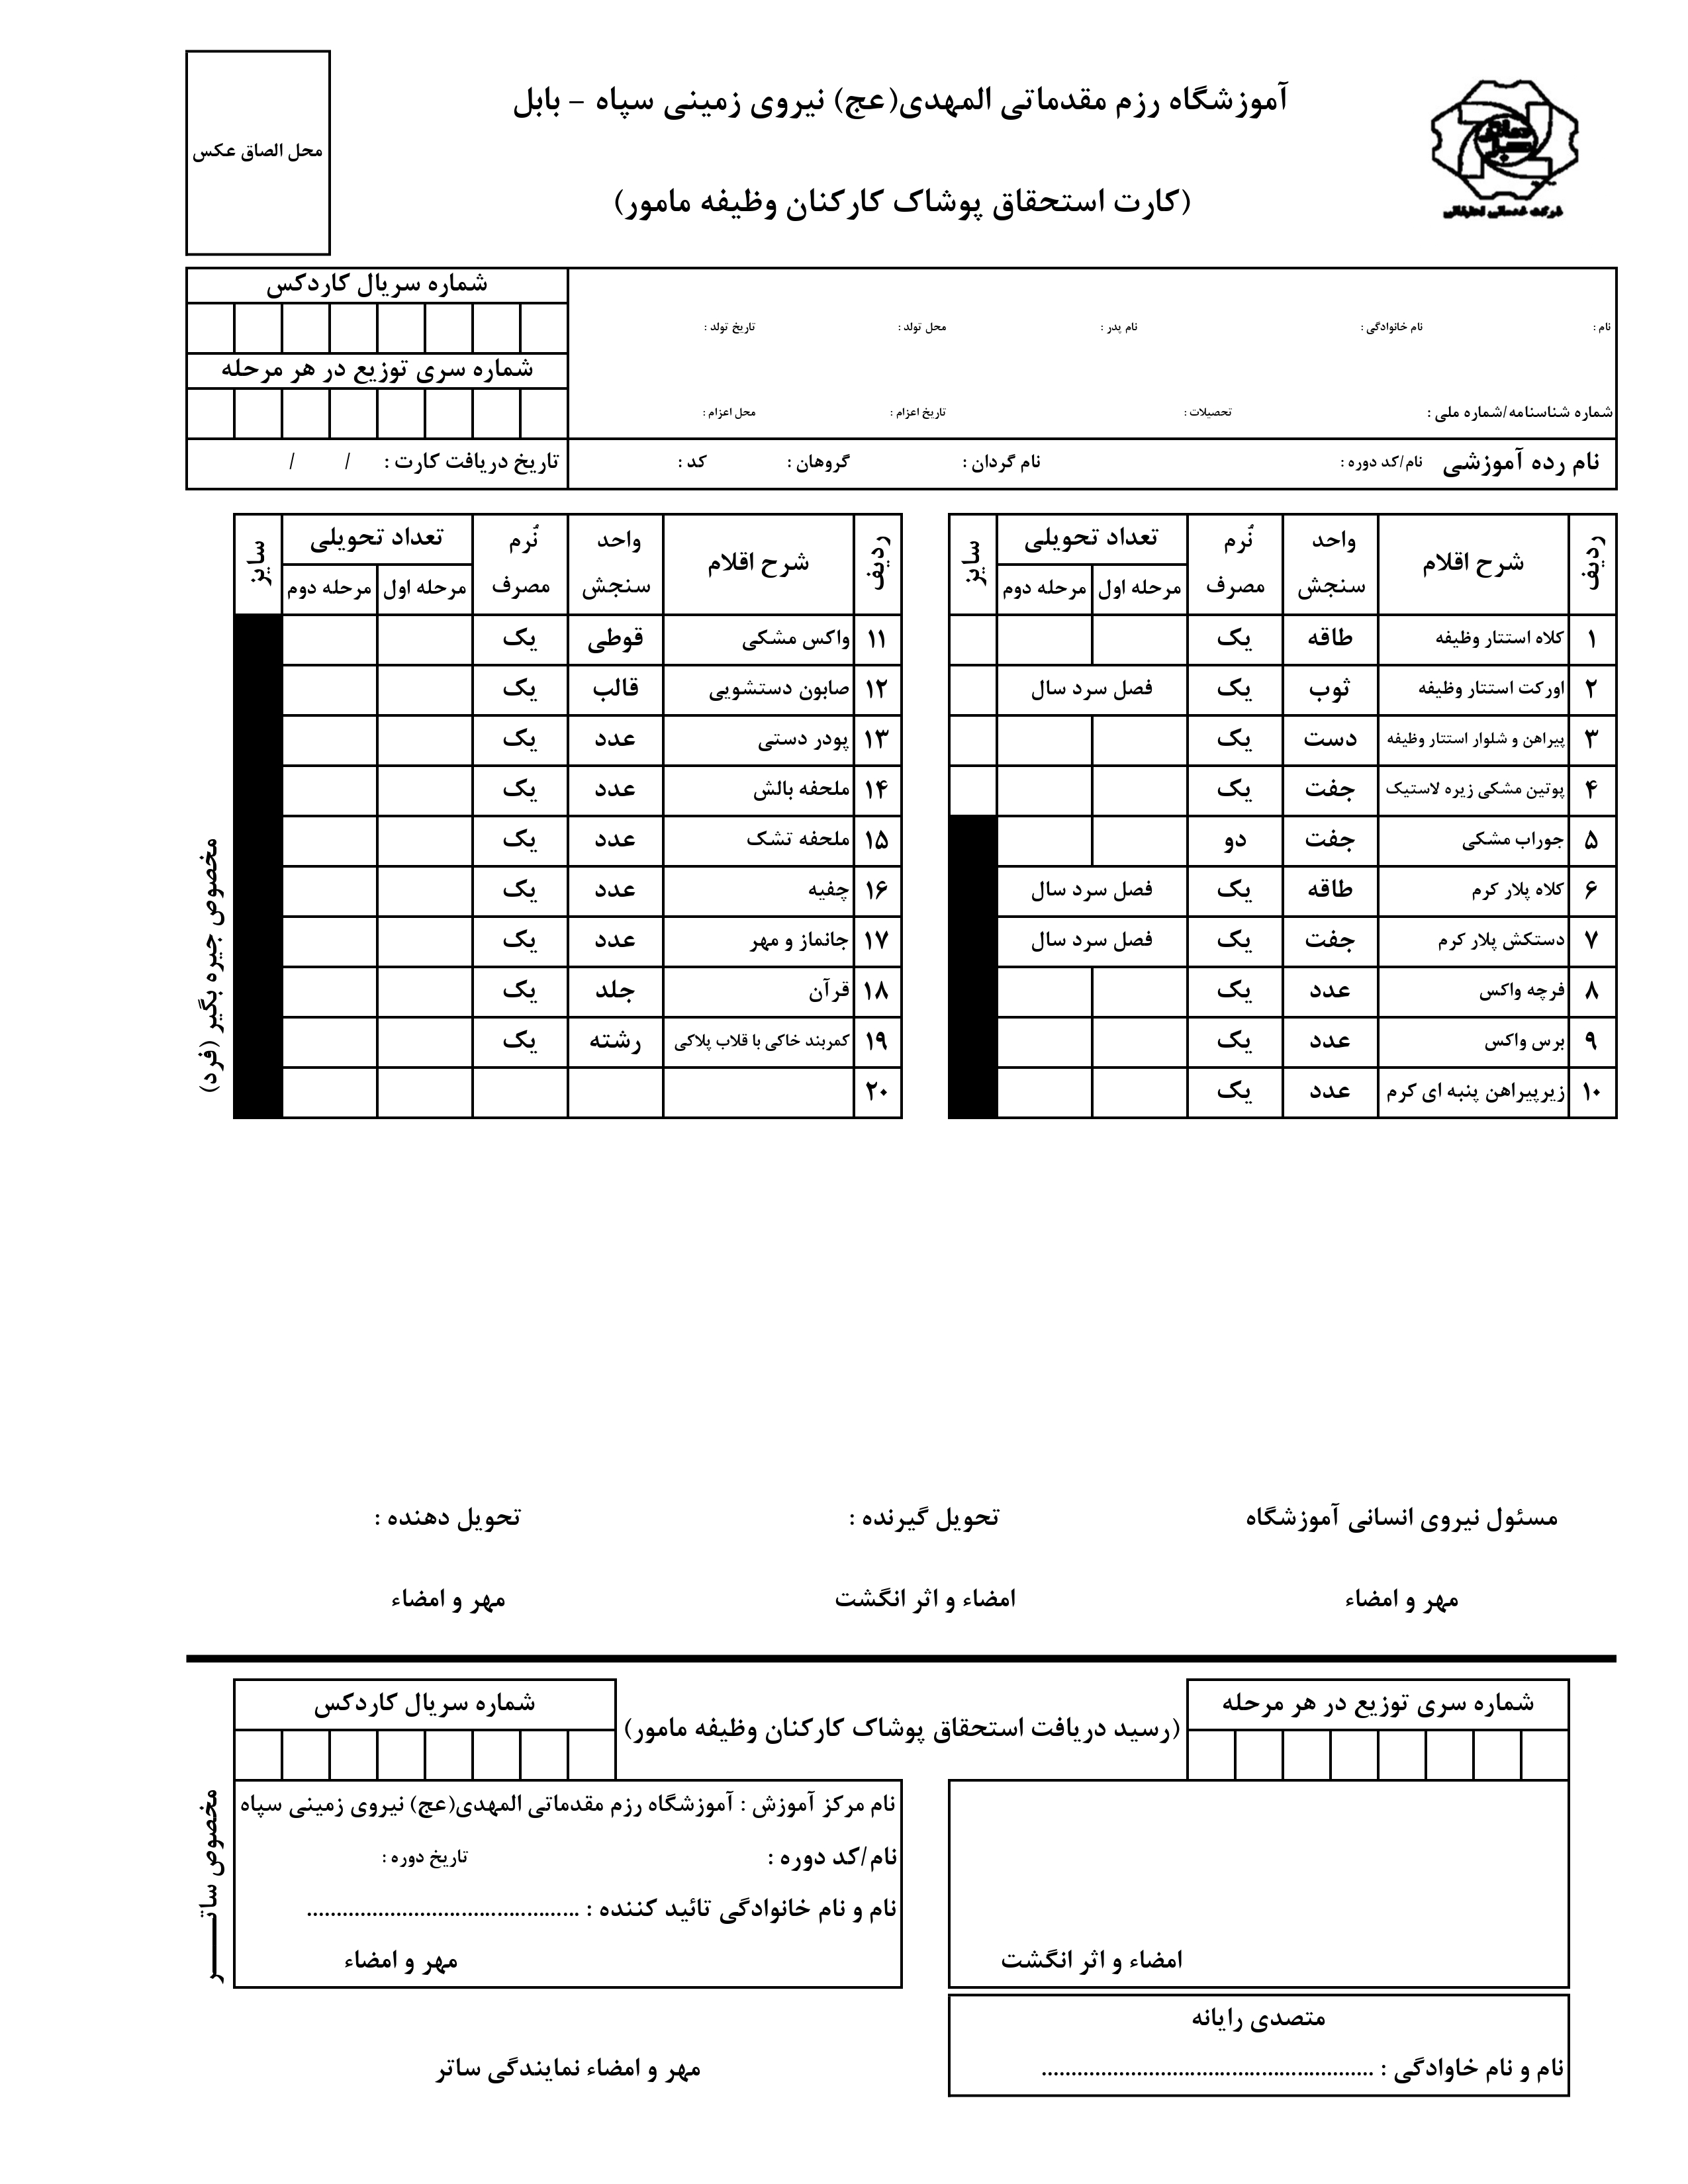 آموزشگاه رزم مقدماتی المهدی(عج) نیروی زمینی سپاه - بابل
محل الصاق عکس
(کارت استحقاق پوشاک کارکنان وظیفه مامور)
شرکت خدماتی تحقیقاتی
شماره سریال کاردکس
نام : نام خانوادگی : نام پدر : محل تولد : تاریخ تولد :
شماره سری توزیع در هر مرحله
شماره شناسنامه/شماره ملی : تحصیلات : تاریخ اعزام : محل اعزام :
نام رده آموزشی نام/کد دوره : نام گردان : گروهان : کد : تاریخ دریافت کارت : / /
ردیف شرح اقلام واحد سنجش نُرم مصرف تعداد تحویلی مرحله اول مرحله دوم سایز
۱ کلاه استتار وظیفه طاقه یک
۲ اورکت استتار وظیفه ثوب یک فصل سرد سال
۳ پیراهن و شلوار استتار وظیفه دست یک
۴ پوتین مشکی زیره لاستیک جفت یک
۵ جوراب مشکی جفت دو
۶ کلاه پلار کرم طاقه یک فصل سرد سال
۷ دستکش پلار کرم جفت یک فصل سرد سال
۸ فرچه واکس عدد یک
۹ برس واکس عدد یک
۱۰ زیرپیراهن پنبه ای کرم عدد یک
ردیف شرح اقلام واحد سنجش نُرم مصرف تعداد تحویلی مرحله اول مرحله دوم سایز
۱۱ واکس مشکی قوطی یک
۱۲ صابون دستشویی قالب یک
۱۳ پودر دستی عدد یک
۱۴ ملحفه بالش عدد یک
۱۵ ملحفه تشک عدد یک
۱۶ چفیه عدد یک
۱۷ جانماز و مهر عدد یک
۱۸ قرآن جلد یک
۱۹ کمربند خاکی با قلاب پلاکی رشته یک
۲۰
مخصوص جیره بگیر (فرد)
مسئول نیروی انسانی آموزشگاه تحویل گیرنده : تحویل دهنده :
مهر و امضاء امضاء و اثر انگشت مهر و امضاء
شماره سری توزیع در هر مرحله
(رسید دریافت استحقاق پوشاک کارکنان وظیفه مامور)
شماره سریال کاردکس
نام مرکز آموزش : آموزشگاه رزم مقدماتی المهدی(عج) نیروی زمینی سپاه
نام/کد دوره : تاریخ دوره :
نام و نام خانوادگی تائید کننده : ..............................................
امضاء و اثر انگشت مهر و امضاء
مخصوص ساتـــــر
متصدی رایانه
نام و نام خاوادگی : ........................................................
مهر و امضاء نمایندگی ساتر